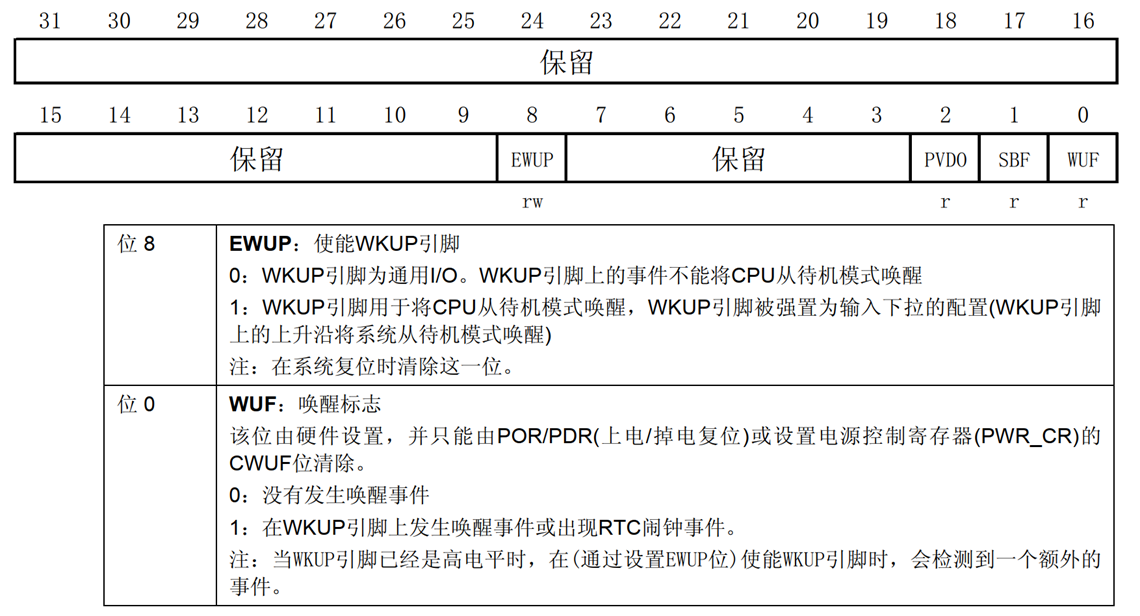 31 30 29 28 27 26 25 24 23 22 21 20 19 18 17 16
保留
15 14 13 12 11 10 9 8 7 6 5 4 3 2 1 0
保留 EWUP 保留 PVDO SBF WUF
rw r r r
位 8
EWUP：使能WKUP引脚
0：WKUP引脚为通用I/O。WKUP引脚上的事件不能将CPU从待机模式唤醒
1：WKUP引脚用于将CPU从待机模式唤醒，WKUP引脚被强置为输入下拉的配置(WKUP引脚
上的上升沿将系统从待机模式唤醒)
注：在系统复位时清除这一位。
位 0
WUF：唤醒标志
该位由硬件设置，并只能由POR/PDR(上电/掉电复位)或设置电源控制寄存器(PWR_CR)的
CWUF位清除。
0：没有发生唤醒事件
1：在WKUP引脚上发生唤醒事件或出现RTC闹钟事件。
注：当WKUP引脚已经是高电平时，在(通过设置EWUP位)使能WKUP引脚时，会检测到一个额外的
事件。